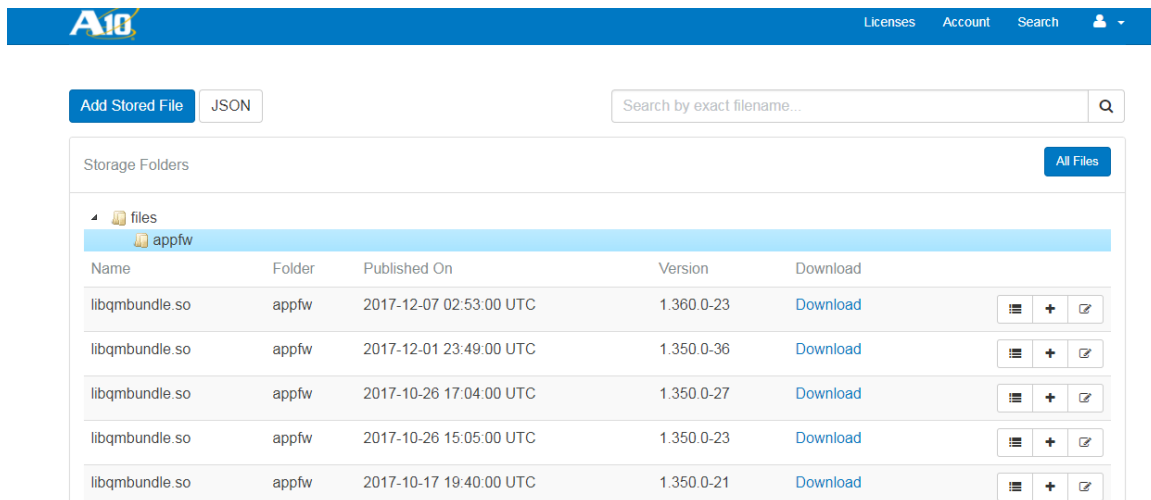 A10
Licenses Account Search
Add Stored File JSON Search by exact filename...
Storage Folders All Files
files
appfw
Name Folder Published On Version Download
libqmbundle.so appfw 2017-12-07 02:53:00 UTC 1.360.0-23 Download
libqmbundle.so appfw 2017-12-01 23:49:00 UTC 1.350.0-36 Download
libqmbundle.so appfw 2017-10-26 17:04:00 UTC 1.350.0-27 Download
libqmbundle.so appfw 2017-10-26 15:05:00 UTC 1.350.0-23 Download
libqmbundle.so appfw 2017-10-17 19:40:00 UTC 1.350.0-21 Download